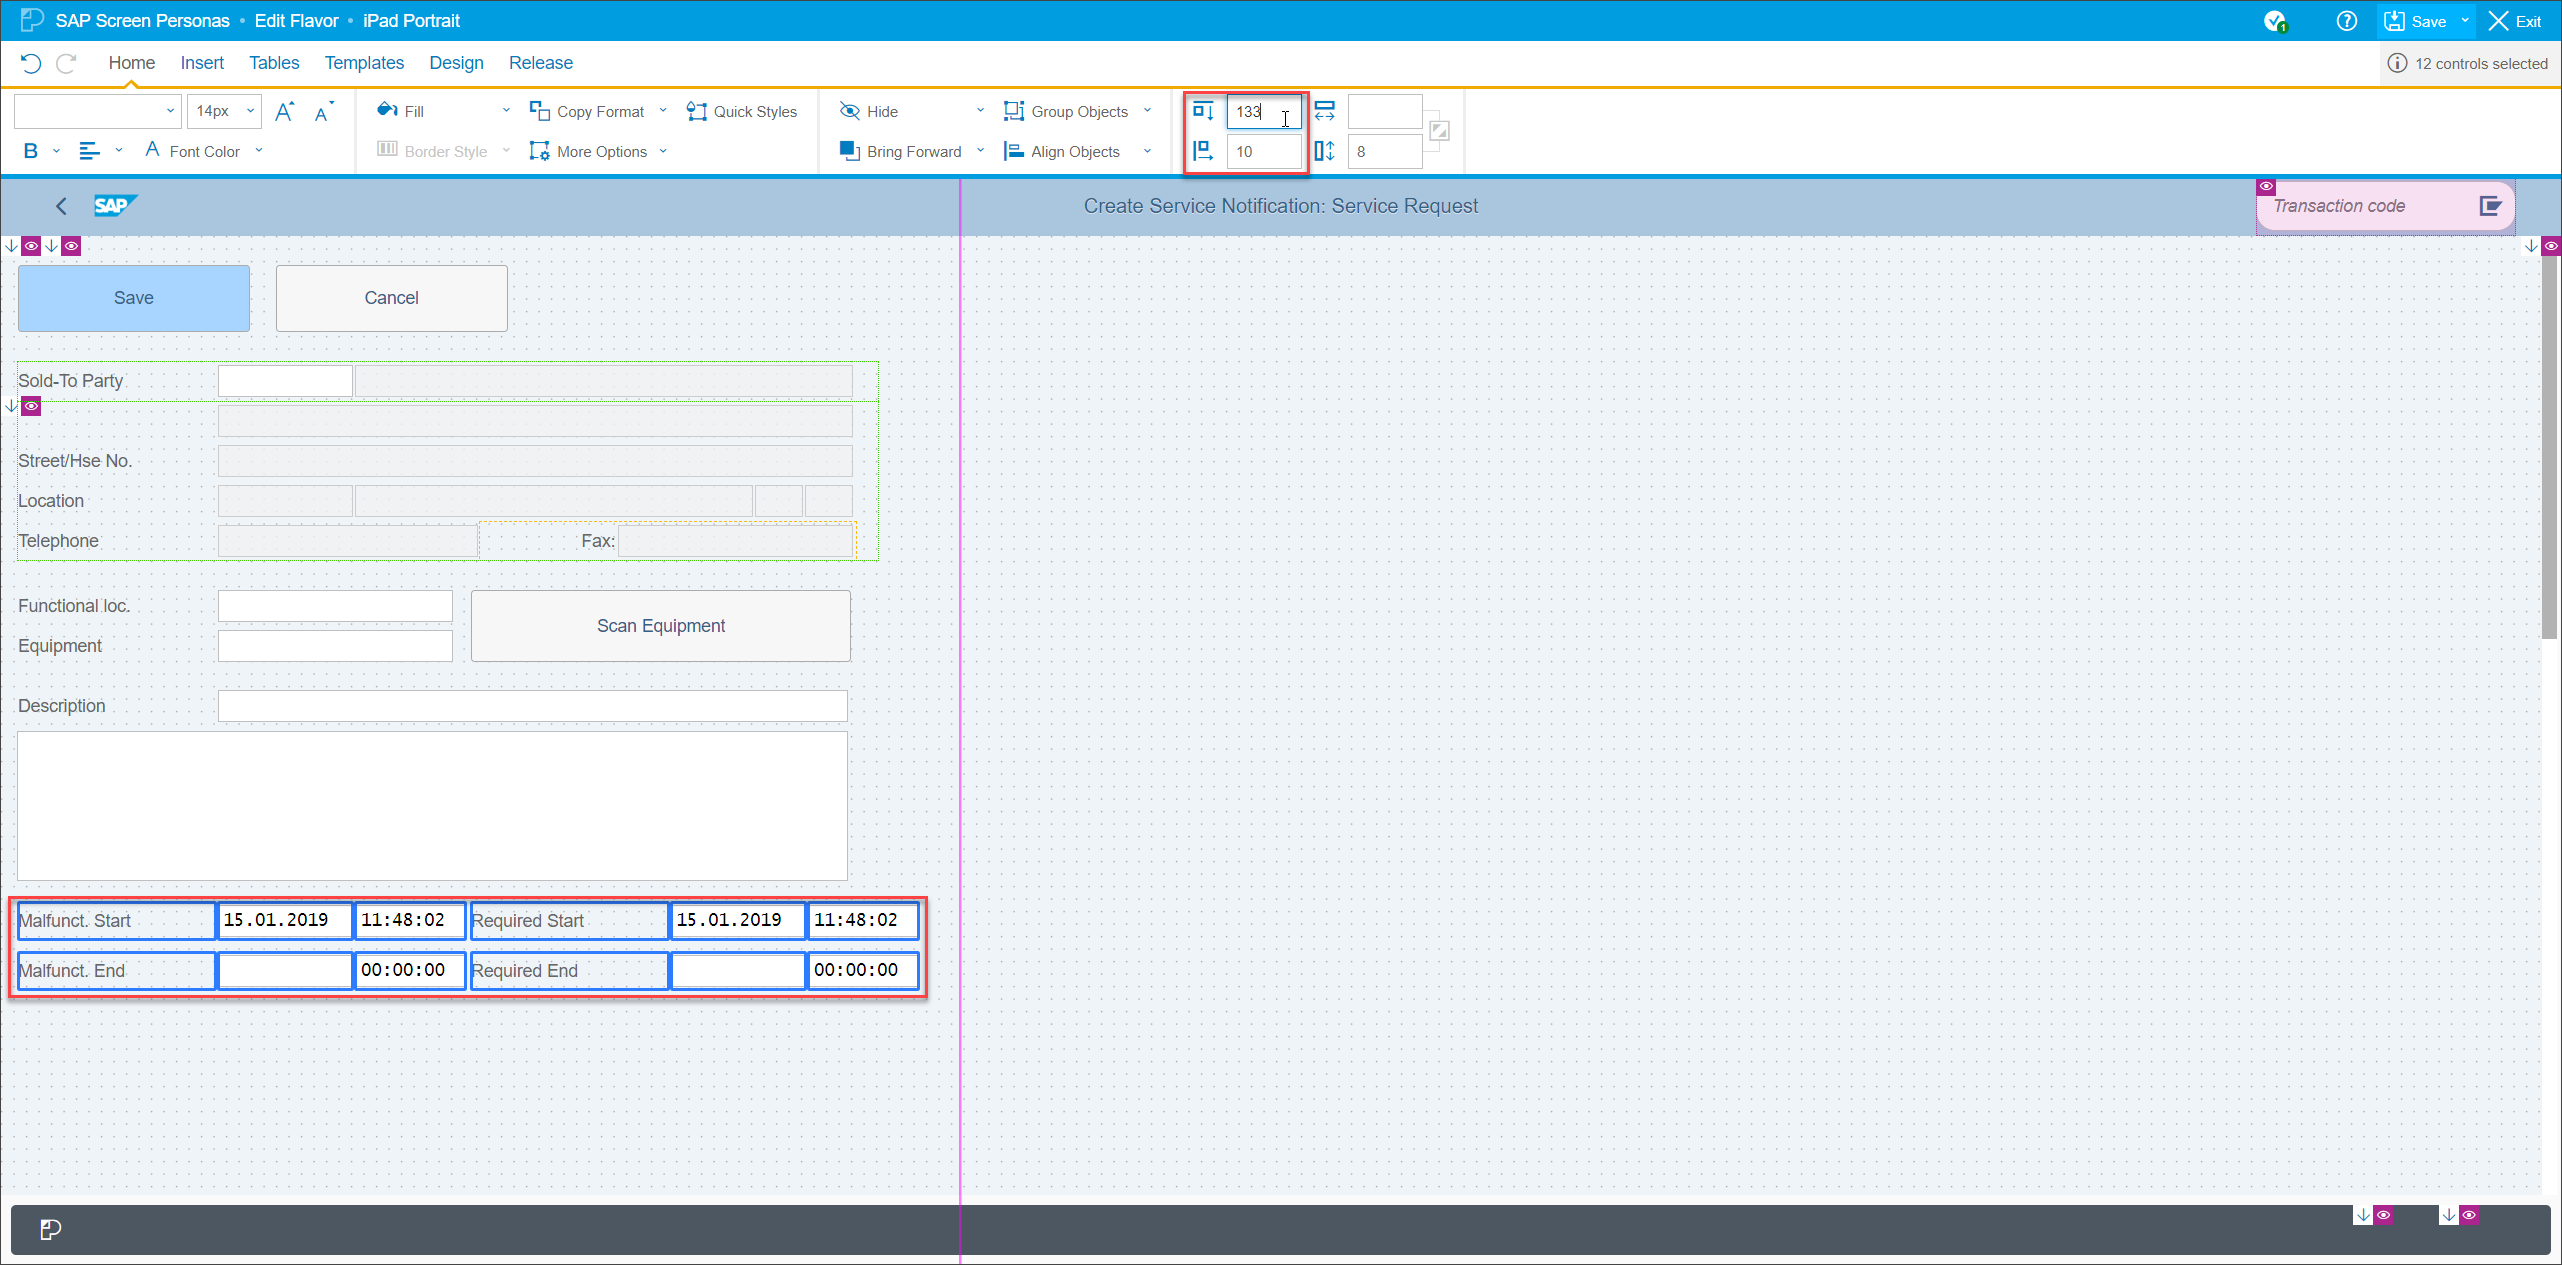 SAP Screen Personas • Edit Flavor • iPad Portrait
1
Save
Exit
Home Insert Tables Templates Design Release
12 controls selected
14px
Fill
Copy Format
Quick Styles
Hide
Group Objects
133
B
Font Color
Border Style
More Options
Bring Forward
Align Objects
10
8
SAP
Create Service Notification: Service Request
Transaction code
Save
Cancel
Sold-To Party
Street/Hse No.
Location
Telephone
Fax:
Functional loc.
Scan Equipment
Equipment
Description
Malfunct. Start 15.01.2019 11:48:02 Required Start 15.01.2019 11:48:02
Malfunct. End 00:00:00 Required End 00:00:00